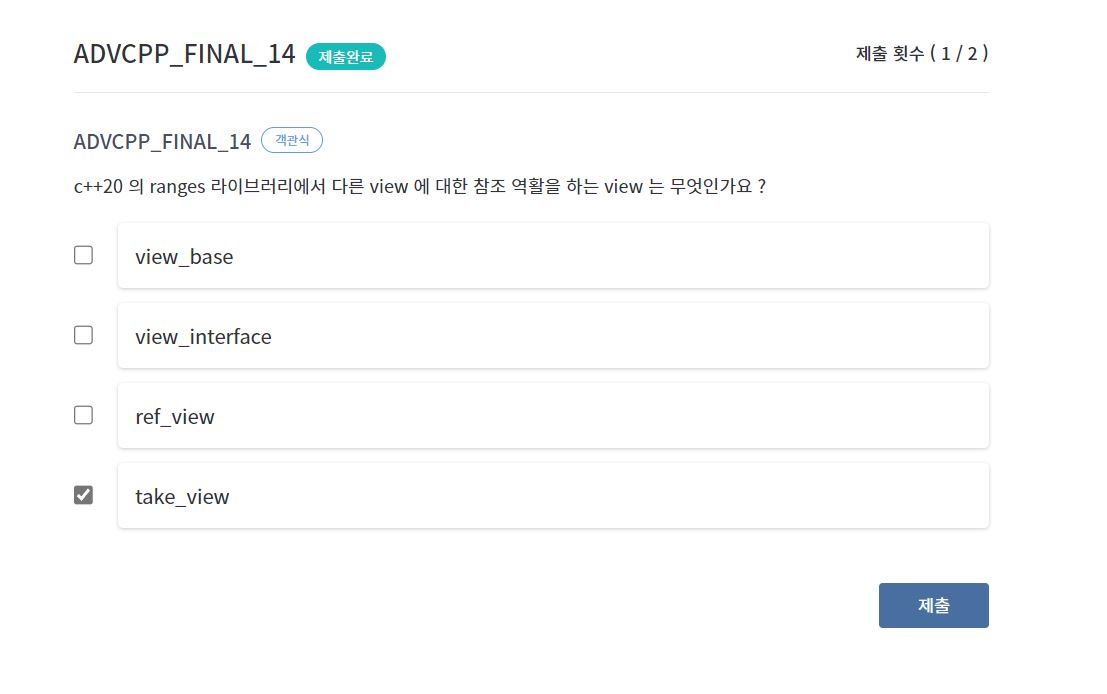 ADVCPP_FINAL_14 제출완료 제출 횟수 ( 1 / 2 )
ADVCPP_FINAL_14 객관식
c++20 의 ranges 라이브러리에서 다른 view 에 대한 참조 역활을 하는 view 는 무엇인가요 ?
view_base
view_interface
ref_view
take_view
제출